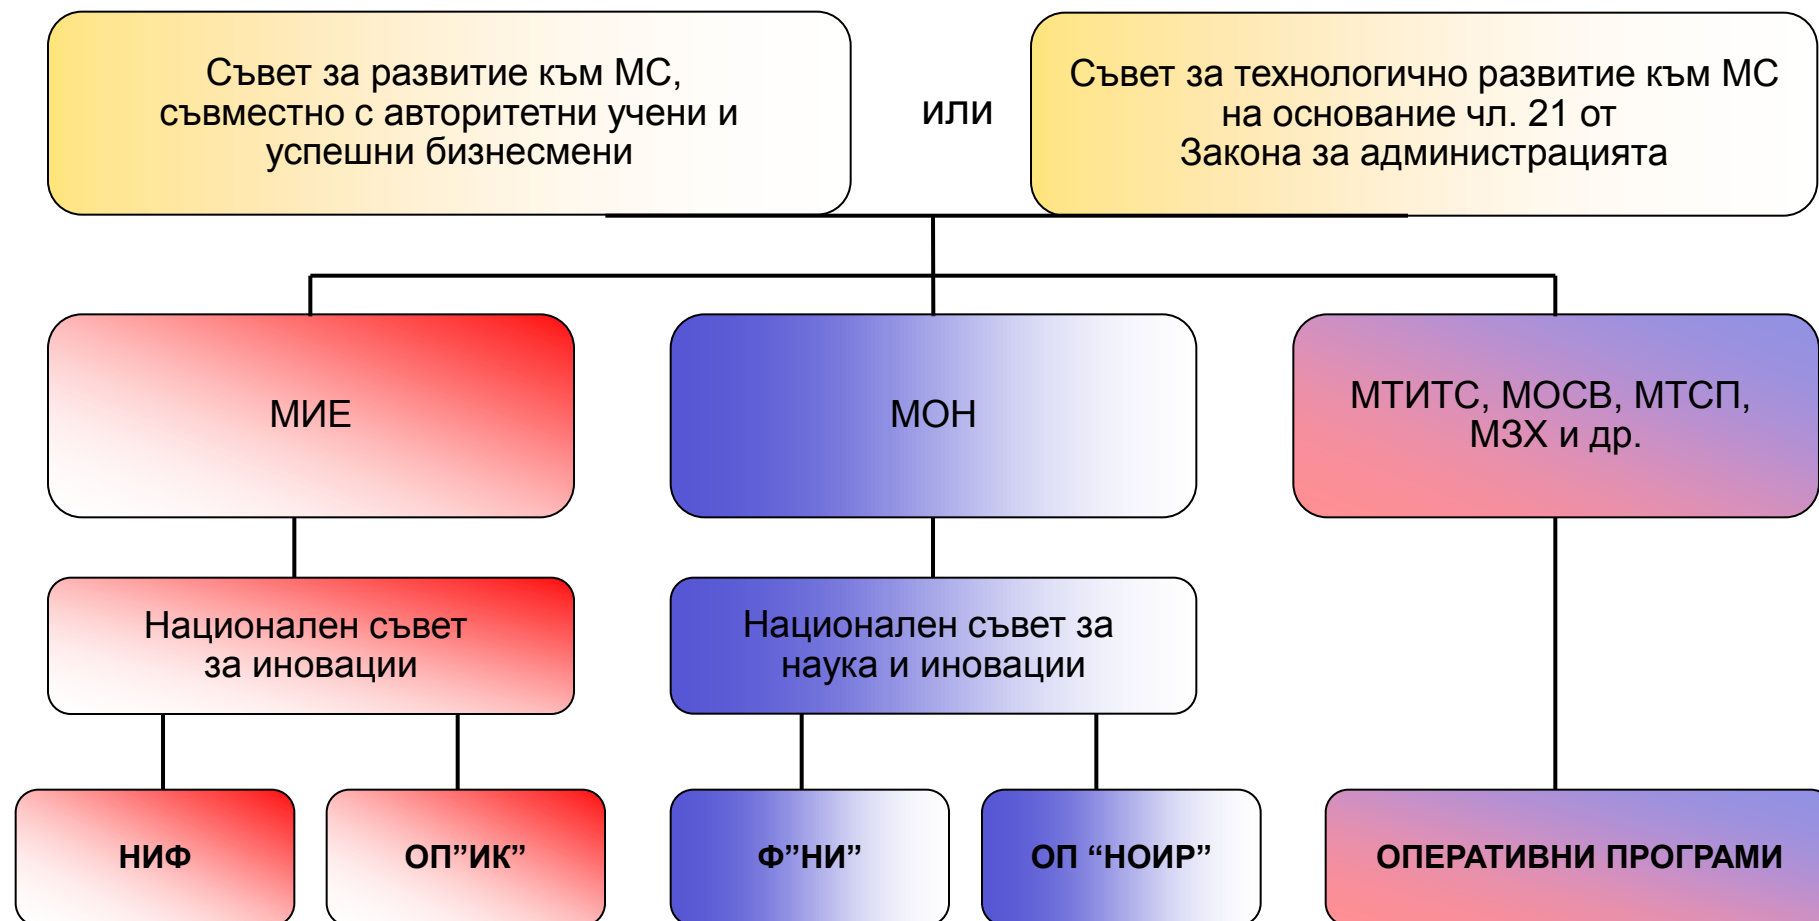 Съвет за развитие към МС,
съвместно с авторитетни учени и
успешни бизнесмени
или
Съвет за технологично развитие към МС
на основание чл. 21 от
Закона за администрацията
МИЕ
МОН
МТИТС, МОСВ, МТСП,
МЗХ и др.
Национален съвет
за иновации
Национален съвет за
наука и иновации
НИФ
ОП”ИК”
Ф”НИ”
ОП “НОИР”
ОПЕРАТИВНИ ПРОГРАМИ